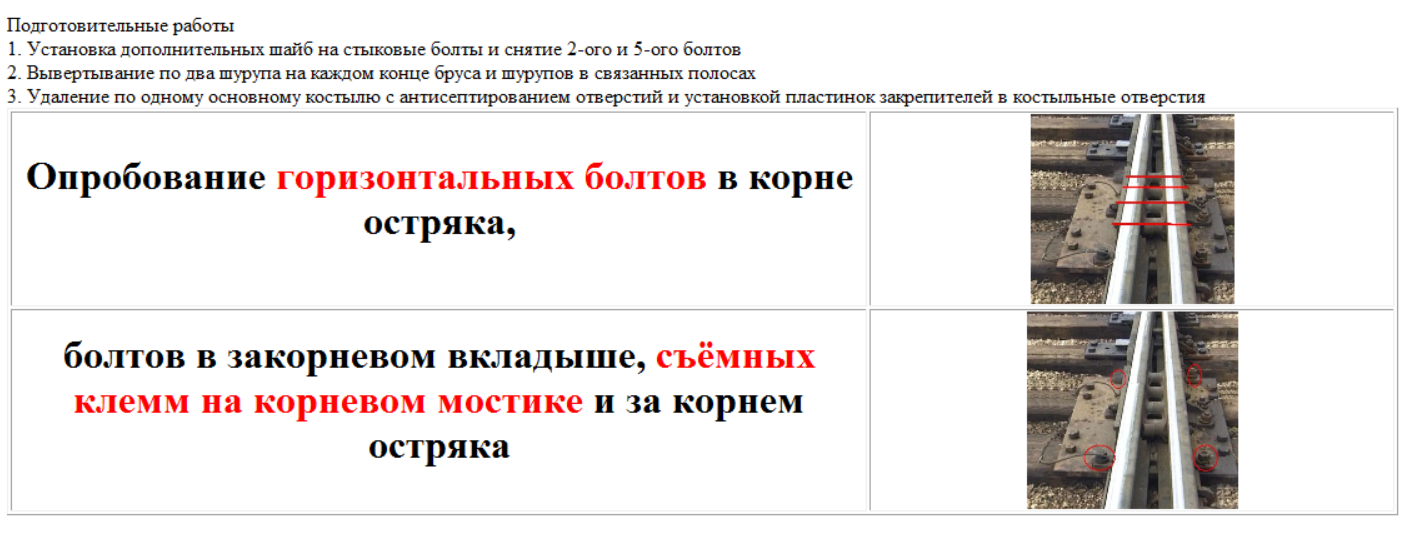 Подготовительные работы
1. Установка дополнительных шайб на стыковые болты и снятие 2-ого и 5-ого болтов
2. Вывертывание по два шурупа на каждом конце бруса и шурупов в связанных полосах
3. Удаление по одному основному костылю с антисептированием отверстий и установкой пластинок закрепителей в костыльные отверстия
Опробование горизонтальных болтов в корне
остряка,
болтов в закорневом вкладыше, съёмных
клемм на корневом мостике и за корнем
остряка